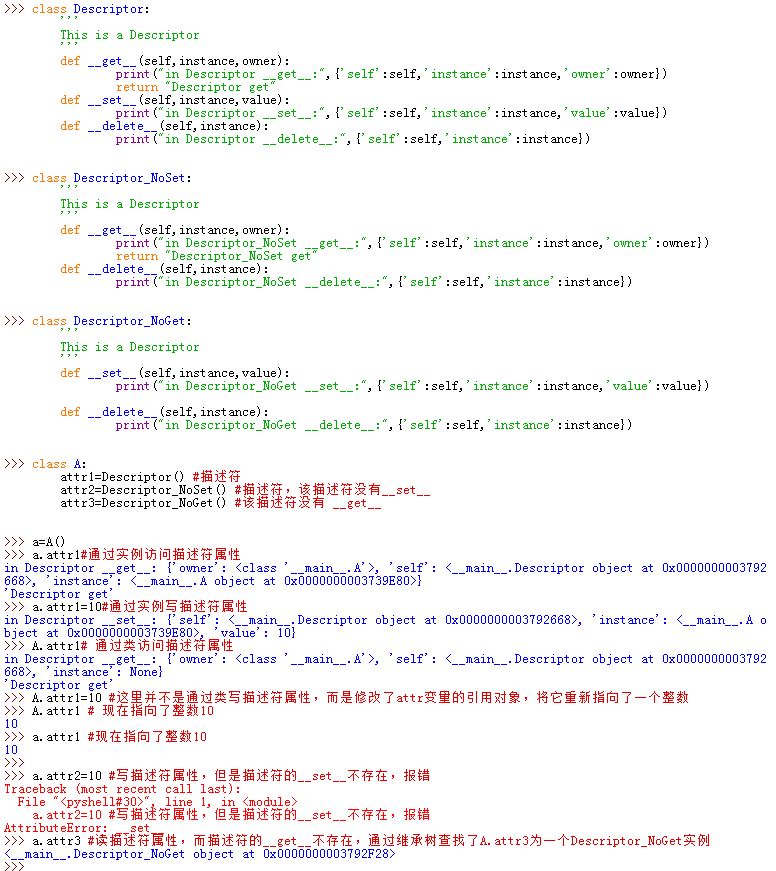 >>> class Descriptor:
'''
This is a Descriptor
'''
def __get__(self,instance,owner):
print("in Descriptor __get__:",{'self':self,'instance':instance,'owner':owner})
return "Descriptor get"
def __set__(self,instance,value):
print("in Descriptor __set__:",{'self':self,'instance':instance,'value':value})
def __delete__(self,instance):
print("in Descriptor __delete__:",{'self':self,'instance':instance})
>>> class Descriptor_NoSet:
'''
This is a Descriptor
'''
def __get__(self,instance,owner):
print("in Descriptor_NoSet __get__:",{'self':self,'instance':instance,'owner':owner})
return "Descriptor_NoSet get"
def __delete__(self,instance):
print("in Descriptor_NoSet __delete__:",{'self':self,'instance':instance})
>>> class Descriptor_NoGet:
'''
This is a Descriptor
'''
def __set__(self,instance,value):
print("in Descriptor_NoGet __set__:",{'self':self,'instance':instance,'value':value})
def __delete__(self,instance):
print("in Descriptor_NoGet __delete__:",{'self':self,'instance':instance})
>>> class A:
attr1=Descriptor() #描述符
attr2=Descriptor_NoSet() #描述符，该描述符没有__set__
attr3=Descriptor_NoGet() #该描述符没有 __get__
>>> a=A()
>>> a.attr1#通过实例访问描述符属性
in Descriptor __get__: {'owner': <class '__main__.A'>, 'self': <__main__.Descriptor object at 0x0000000003792
668>, 'instance': <__main__.A object at 0x0000000003739E80>}
'Descriptor get'
>>> a.attr1=10#通过实例写描述符属性
in Descriptor __set__: {'self': <__main__.Descriptor object at 0x0000000003792668>, 'instance': <__main__.A o
bject at 0x0000000003739E80>, 'value': 10}
>>> A.attr1# 通过类访问描述符属性
in Descriptor __get__: {'owner': <class '__main__.A'>, 'self': <__main__.Descriptor object at 0x0000000003792
668>, 'instance': None}
'Descriptor get'
>>> A.attr1=10 #这里并不是通过类写描述符属性，而是修改了attr变量的引用对象，将它重新指向了一个整数
>>> A.attr1 # 现在指向了整数10
10
>>> a.attr1 #现在指向了整数10
10
>>>
>>> a.attr2=10 #写描述符属性，但是描述符的__set__不存在，报错
Traceback (most recent call last):
File "<pyshell#30>", line 1, in <module>
a.attr2=10 #写描述符属性，但是描述符的__set__不存在，报错
AttributeError: __set__
>>> a.attr3 #读描述符属性，而描述符的__get__不存在，通过继承树查找了A.attr3为一个Descriptor_NoGet实例
<__main__.Descriptor_NoGet object at 0x0000000003792F28>
>>>